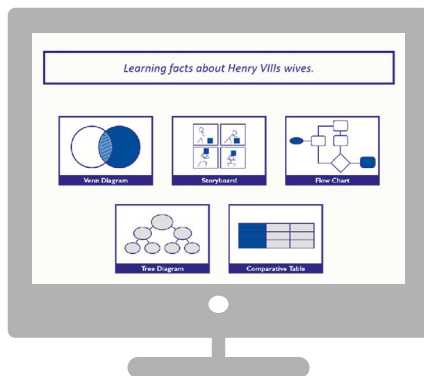 Learning facts about Henry VIIIs wives.
Venn Diagram
Storyboard
Flow Chart
Tree Diagram
Comparative Table